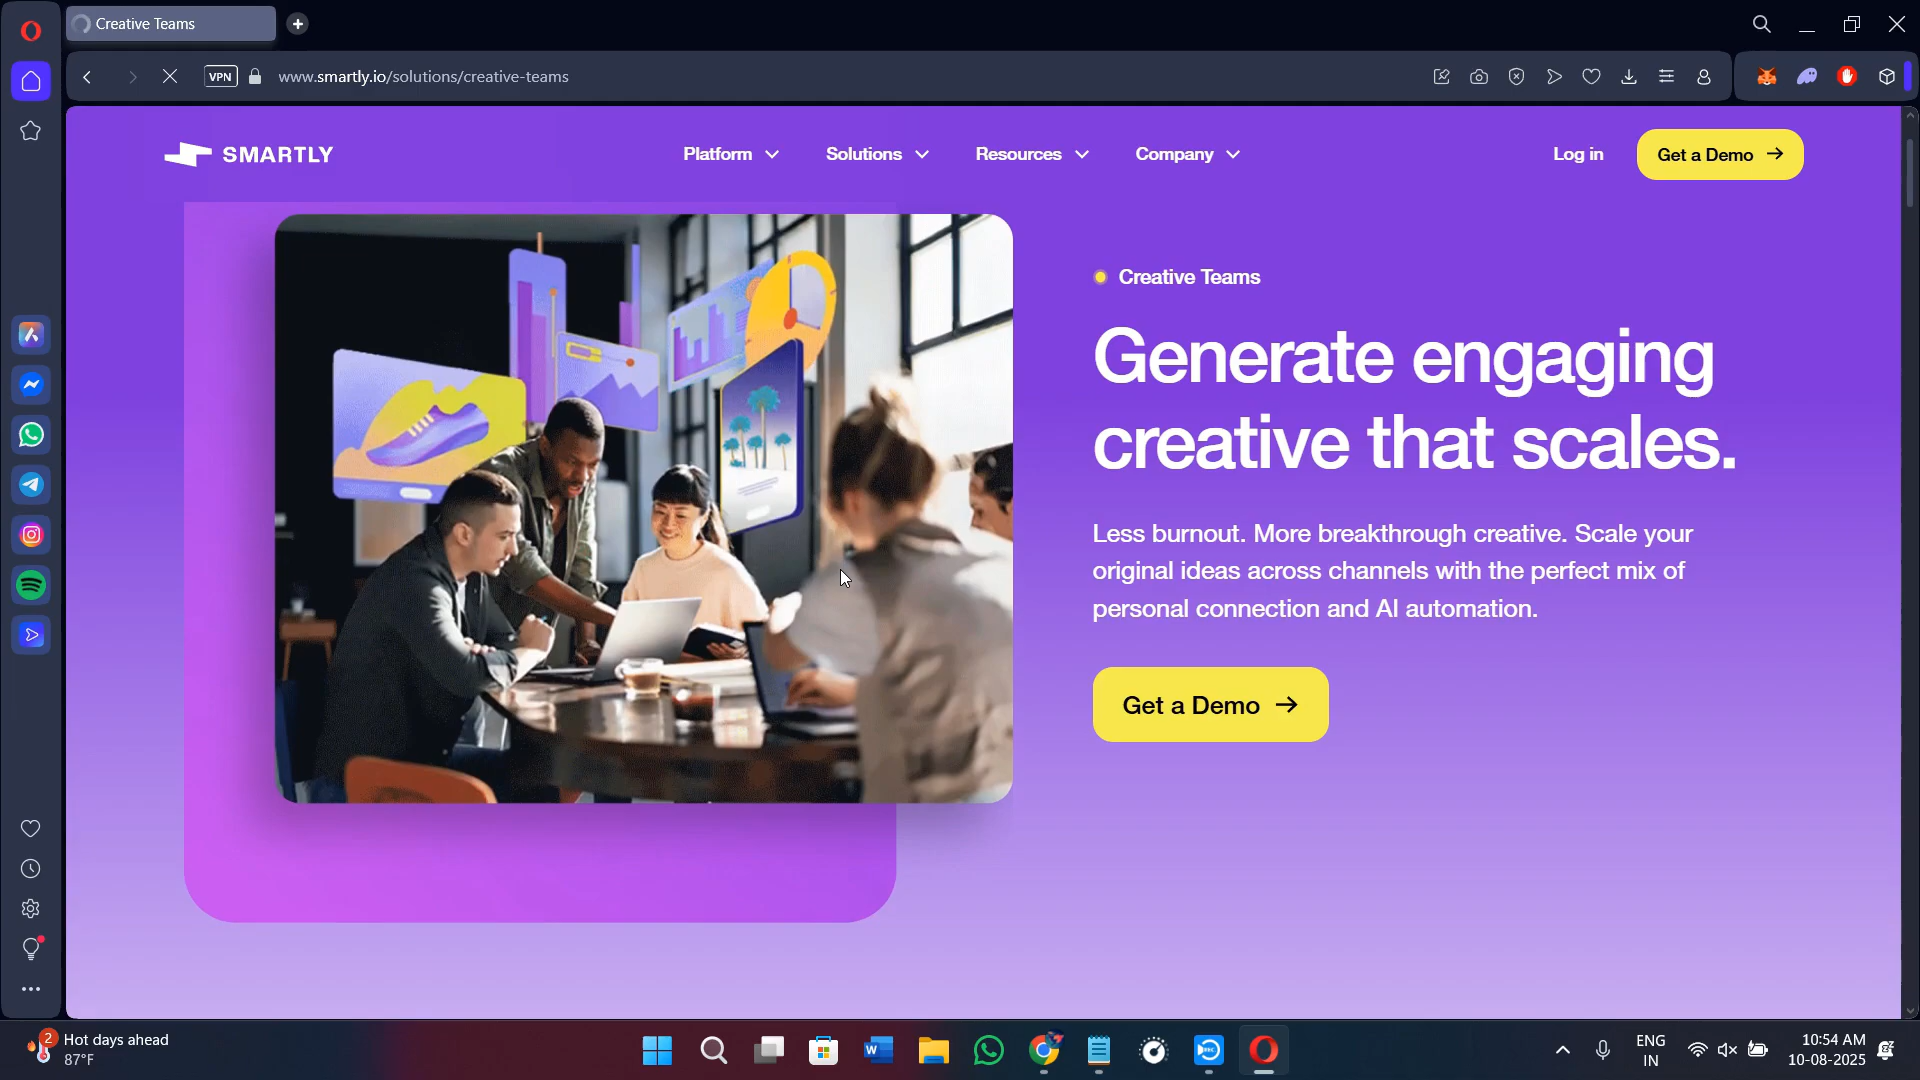 Creative Teams
VPN
www.smartly.io/solutions/creative-teams
SMARTLY
Platform
Solutions
Resources
Company
Log in
Get a Demo
Creative Teams
Generate engaging
creative that scales.
Less burnout. More breakthrough creative. Scale your
original ideas across channels with the perfect mix of
personal connection and AI automation.
Get a Demo
2
Hot days ahead
87°F
ENG
IN
10:54 AM
10-08-2025